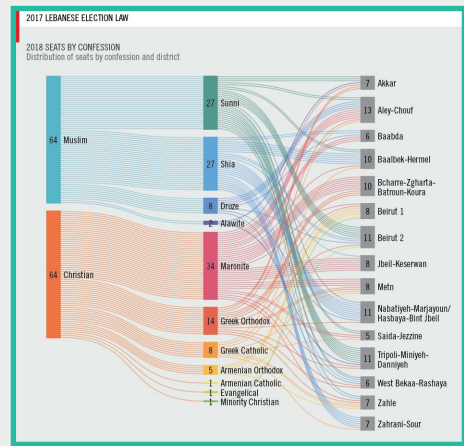 2017 LEBANESE ELECTION LAW
2018 SEATS BY CONFESSION
Distribution of seats by confession and district
64 Muslim
64 Christian
27 Sunni
27 Shia
8 Druze
2 Alawite
34 Maronite
14 Greek Orthodox
8 Greek Catholic
5 Armenian Orthodox
1 Armenian Catholic
1 Evangelical
1 Minority Christian
7 Akkar
13 Aley-Chouf
6 Baabda
10 Baalbek-Hermel
10 Bcharre-Zgharta-
Batroun-Koura
8 Beirut 1
11 Beirut 2
8 Jbeil-Keserwan
8 Metn
11 Nabatiyeh-Marjayoun/
Hasbaya-Bint Jbeil
5 Saida-Jezzine
11 Tripoli-Miniyeh-
Danniyeh
6 West Bekaa-Rashaya
7 Zahle
7 Zahrani-Sour